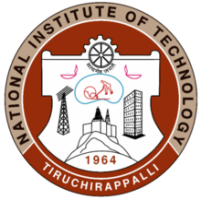 NATIONAL INSTITUTE OF TECHNOLOGY
1964
TIRUCHIRAPPALLI